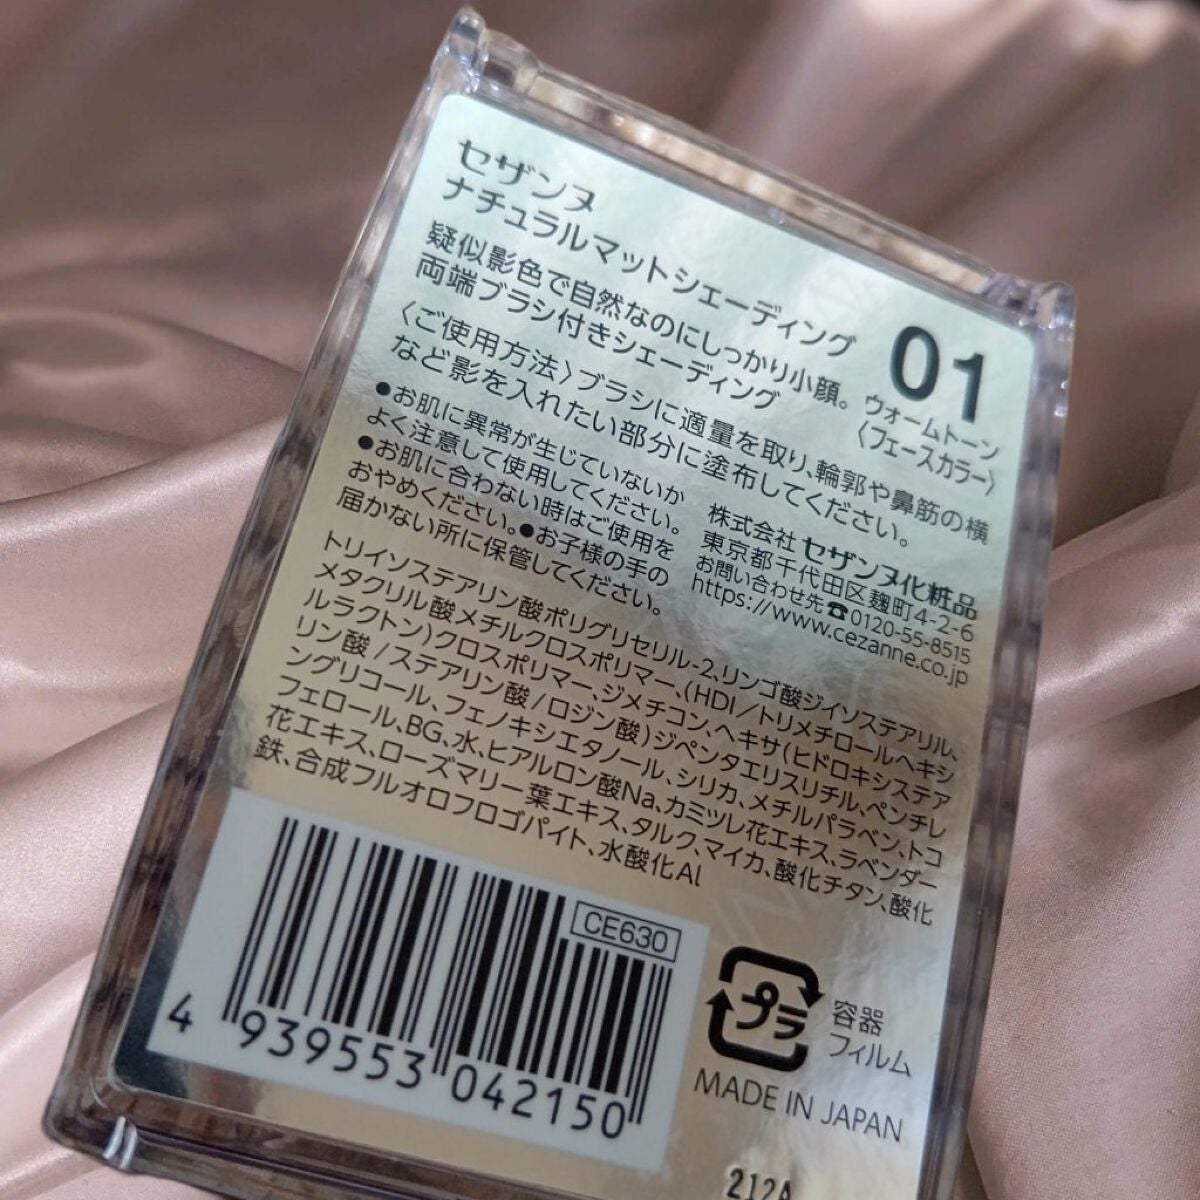 セザンヌ
ナチュラルマットシェーディング
疑似影色で自然なのにしっかり小顔。
両端ブラシ付きシェーディング
01
ウォームトーン
〈フェースカラー〉
〈ご使用方法〉ブラシに適量を取り、輪郭や鼻筋の横
など影を入れたい部分に塗布してください。
●お肌に異常が生じていないか
よく注意して使用してください。
●お肌に合わない時はご使用を
おやめください。●お子様の手の
届かない所に保管してください。
株式会社 セザンヌ化粧品
東京都千代田区麹町4-2-6
お問い合わせ先☎0120-55-8515
https://www.cezanne.co.jp
トリイソステアリン酸ポリグリセリル-2、リンゴ酸ジイソステアリル、
メタクリル酸メチルクロスポリマー、(HDI/トリメチロールヘキシ
ルラクトン)クロスポリマー、ジメチコン、ヘキサ(ヒドロキシステア
リン酸/ステアリン酸/ロジン酸)ジペンタエリスリチル、ペンチレ
ングリコール、フェノキシエタノール、シリカ、メチルパラベン、トコ
フェロール、BG、水、ヒアルロン酸Na、カミツレ花エキス、ラベンダー
花エキス、ローズマリー葉エキス、タルク、マイカ、酸化チタン、酸化
鉄、合成フルオロフロゴパイト、水酸化Al
CE630
4 939553 042150
プラ
容器
フィルム
MADE IN JAPAN
212A